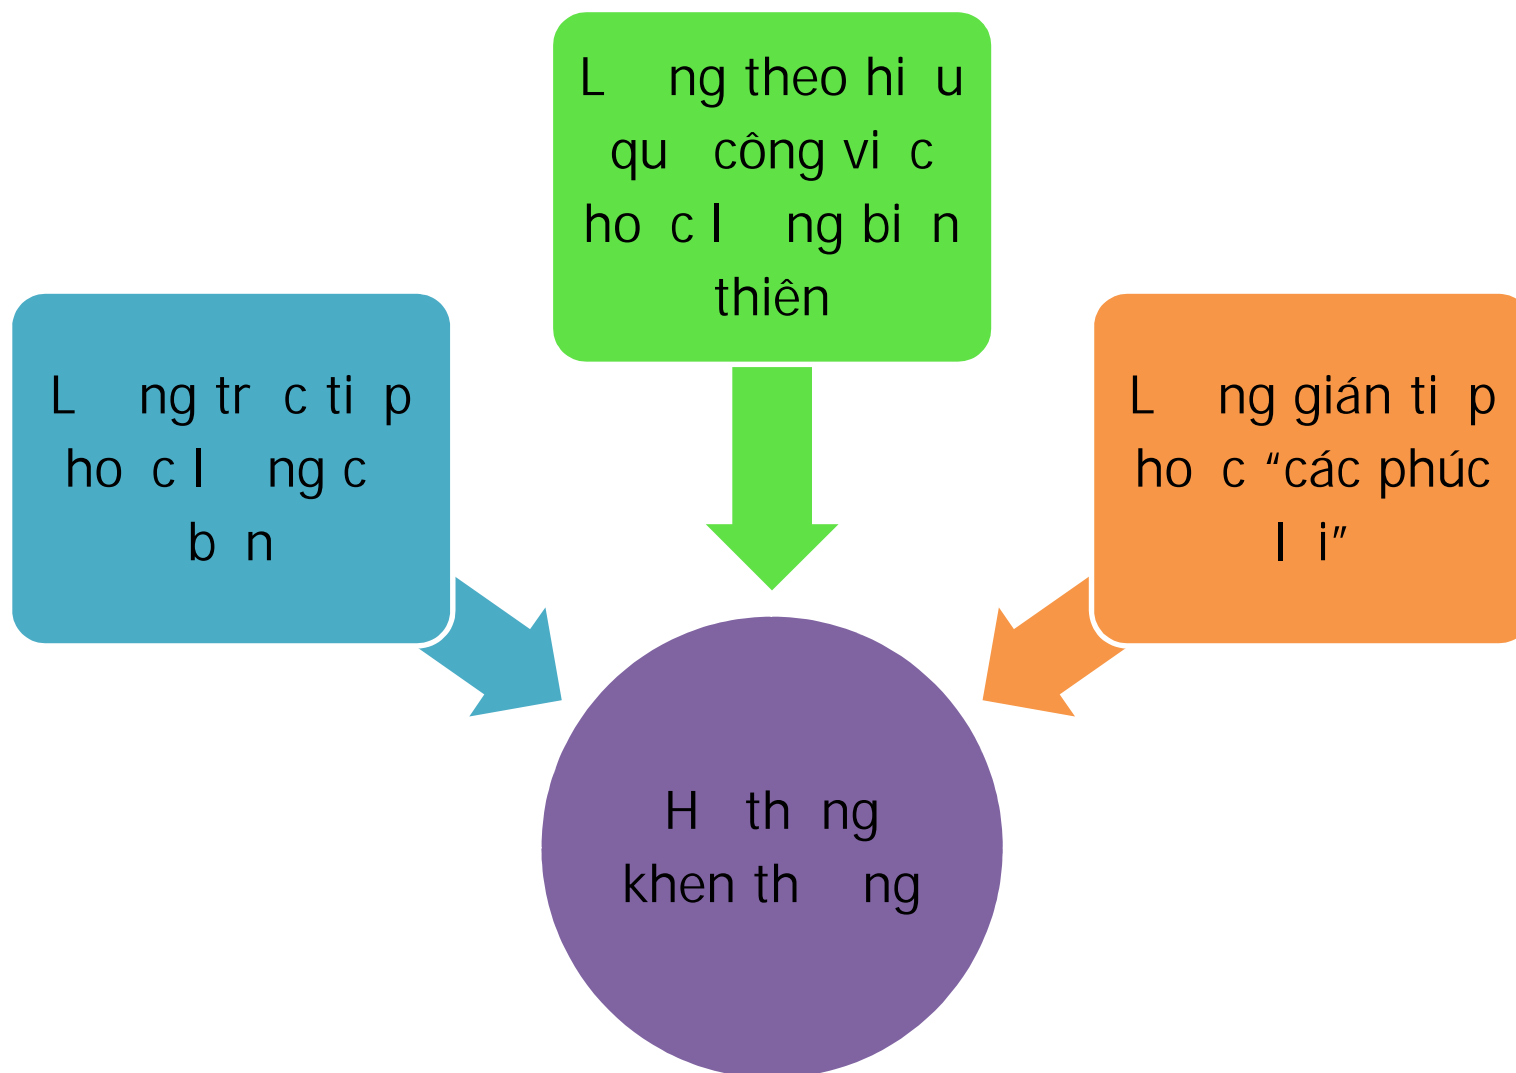 L ng theo hi u
qu công vi c
ho c l ng bi n
thiên
L ng tr c ti p
ho c l ng c
b n
L ng gián ti p
ho c “các phúc
l i”
H th ng
khen th ng